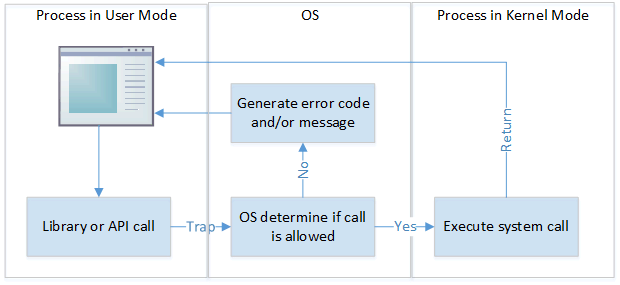 Process in User Mode
OS
Process in Kernel Mode
Generate error code
and/or message
No
Return
Library or API call
Trap
OS determine if call
is allowed
Yes
Execute system call